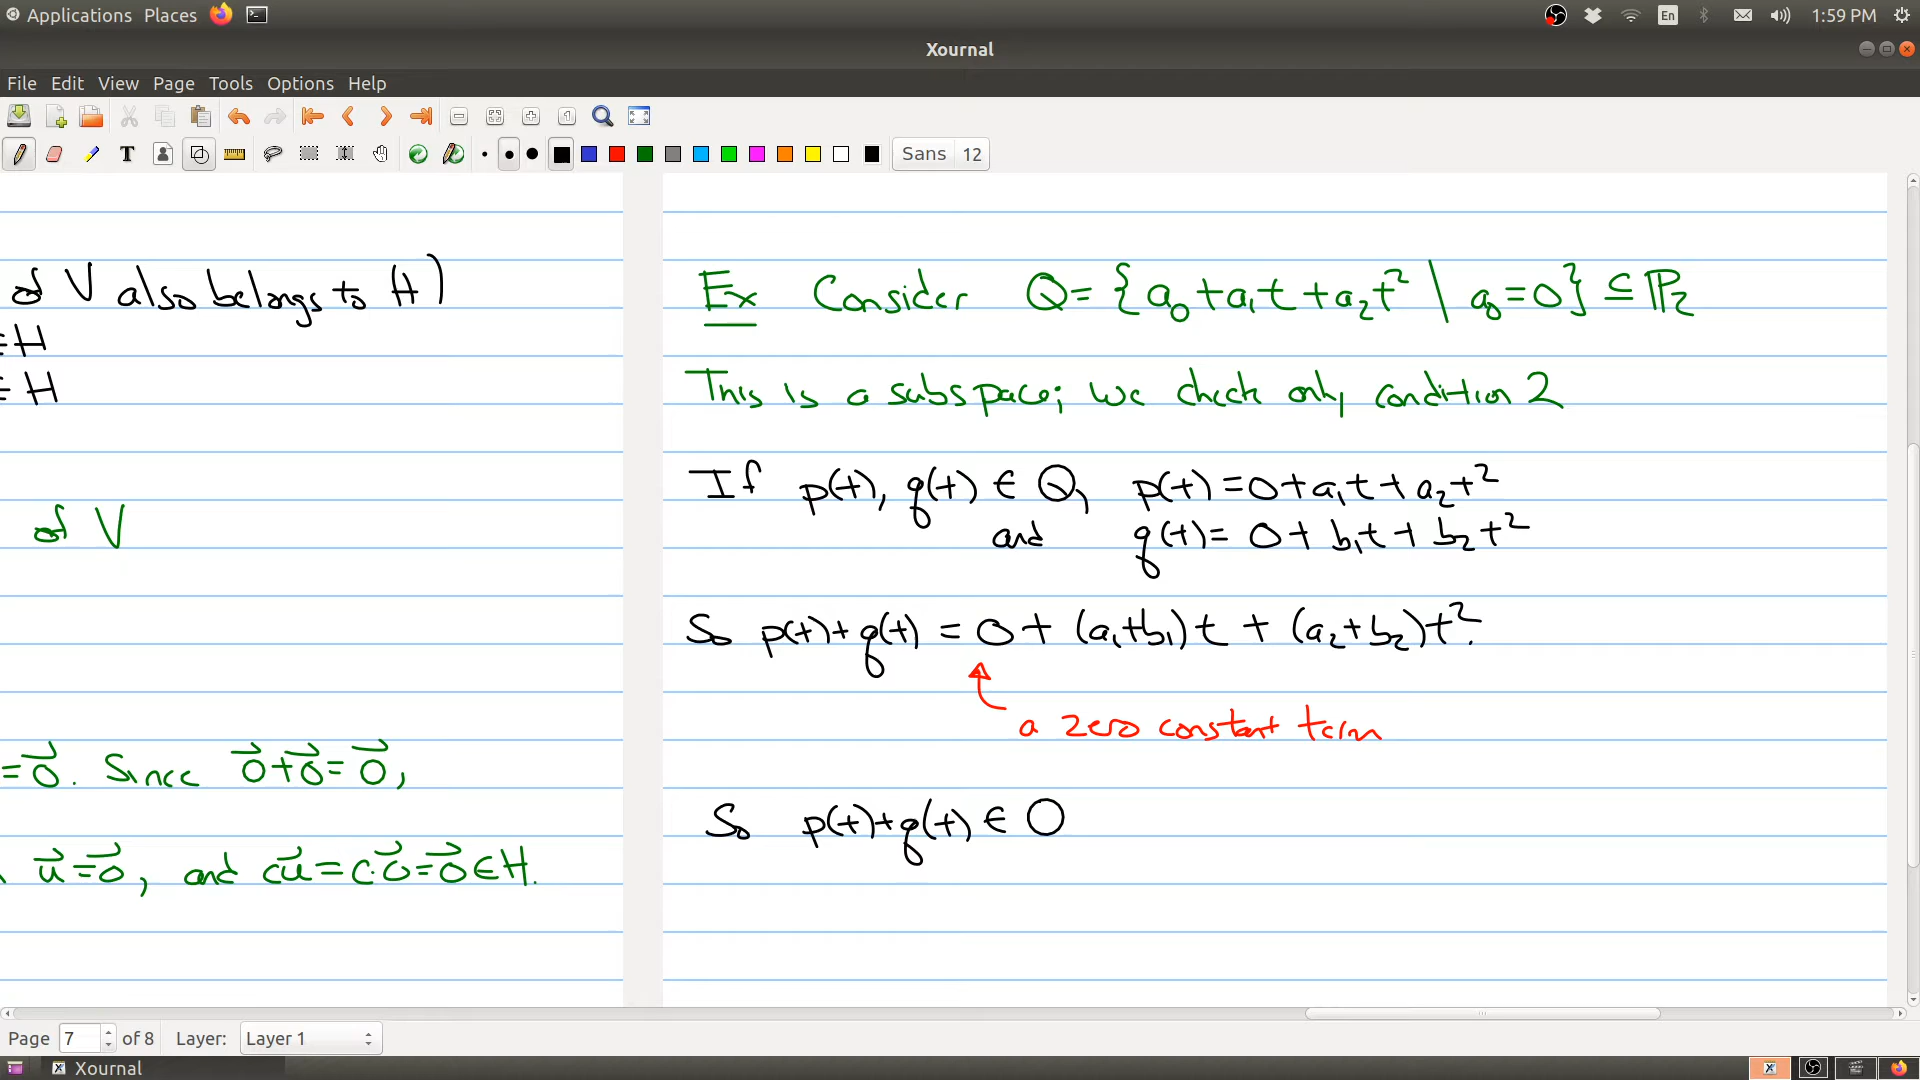 Applications Places En 1:59 PM
Xournal
File Edit View Page Tools Options Help
T Sans 12
of V also belongs to H)
∈H
∈ H
of V
=0⃗. Since 0⃗+0⃗=0⃗,
u⃗=0⃗, and cu⃗=c·0⃗=0⃗∈H.
Ex Consider Q={a₀+a₁t+a₂t² | a₀=0} ⊆ ℙ₂
This is a subspace; we check only condition 2
If p(t), q(t) ∈ Q, p(t)=0+a₁t+a₂t²
and q(t)= 0+ b₁t+ b₂t²
So p(t)+q(t) = 0+ (a₁+b₁)t + (a₂+b₂)t².
a zero constant term
So p(t)+q(t) ∈ O
Page 7 of 8 Layer: Layer 1
Xournal